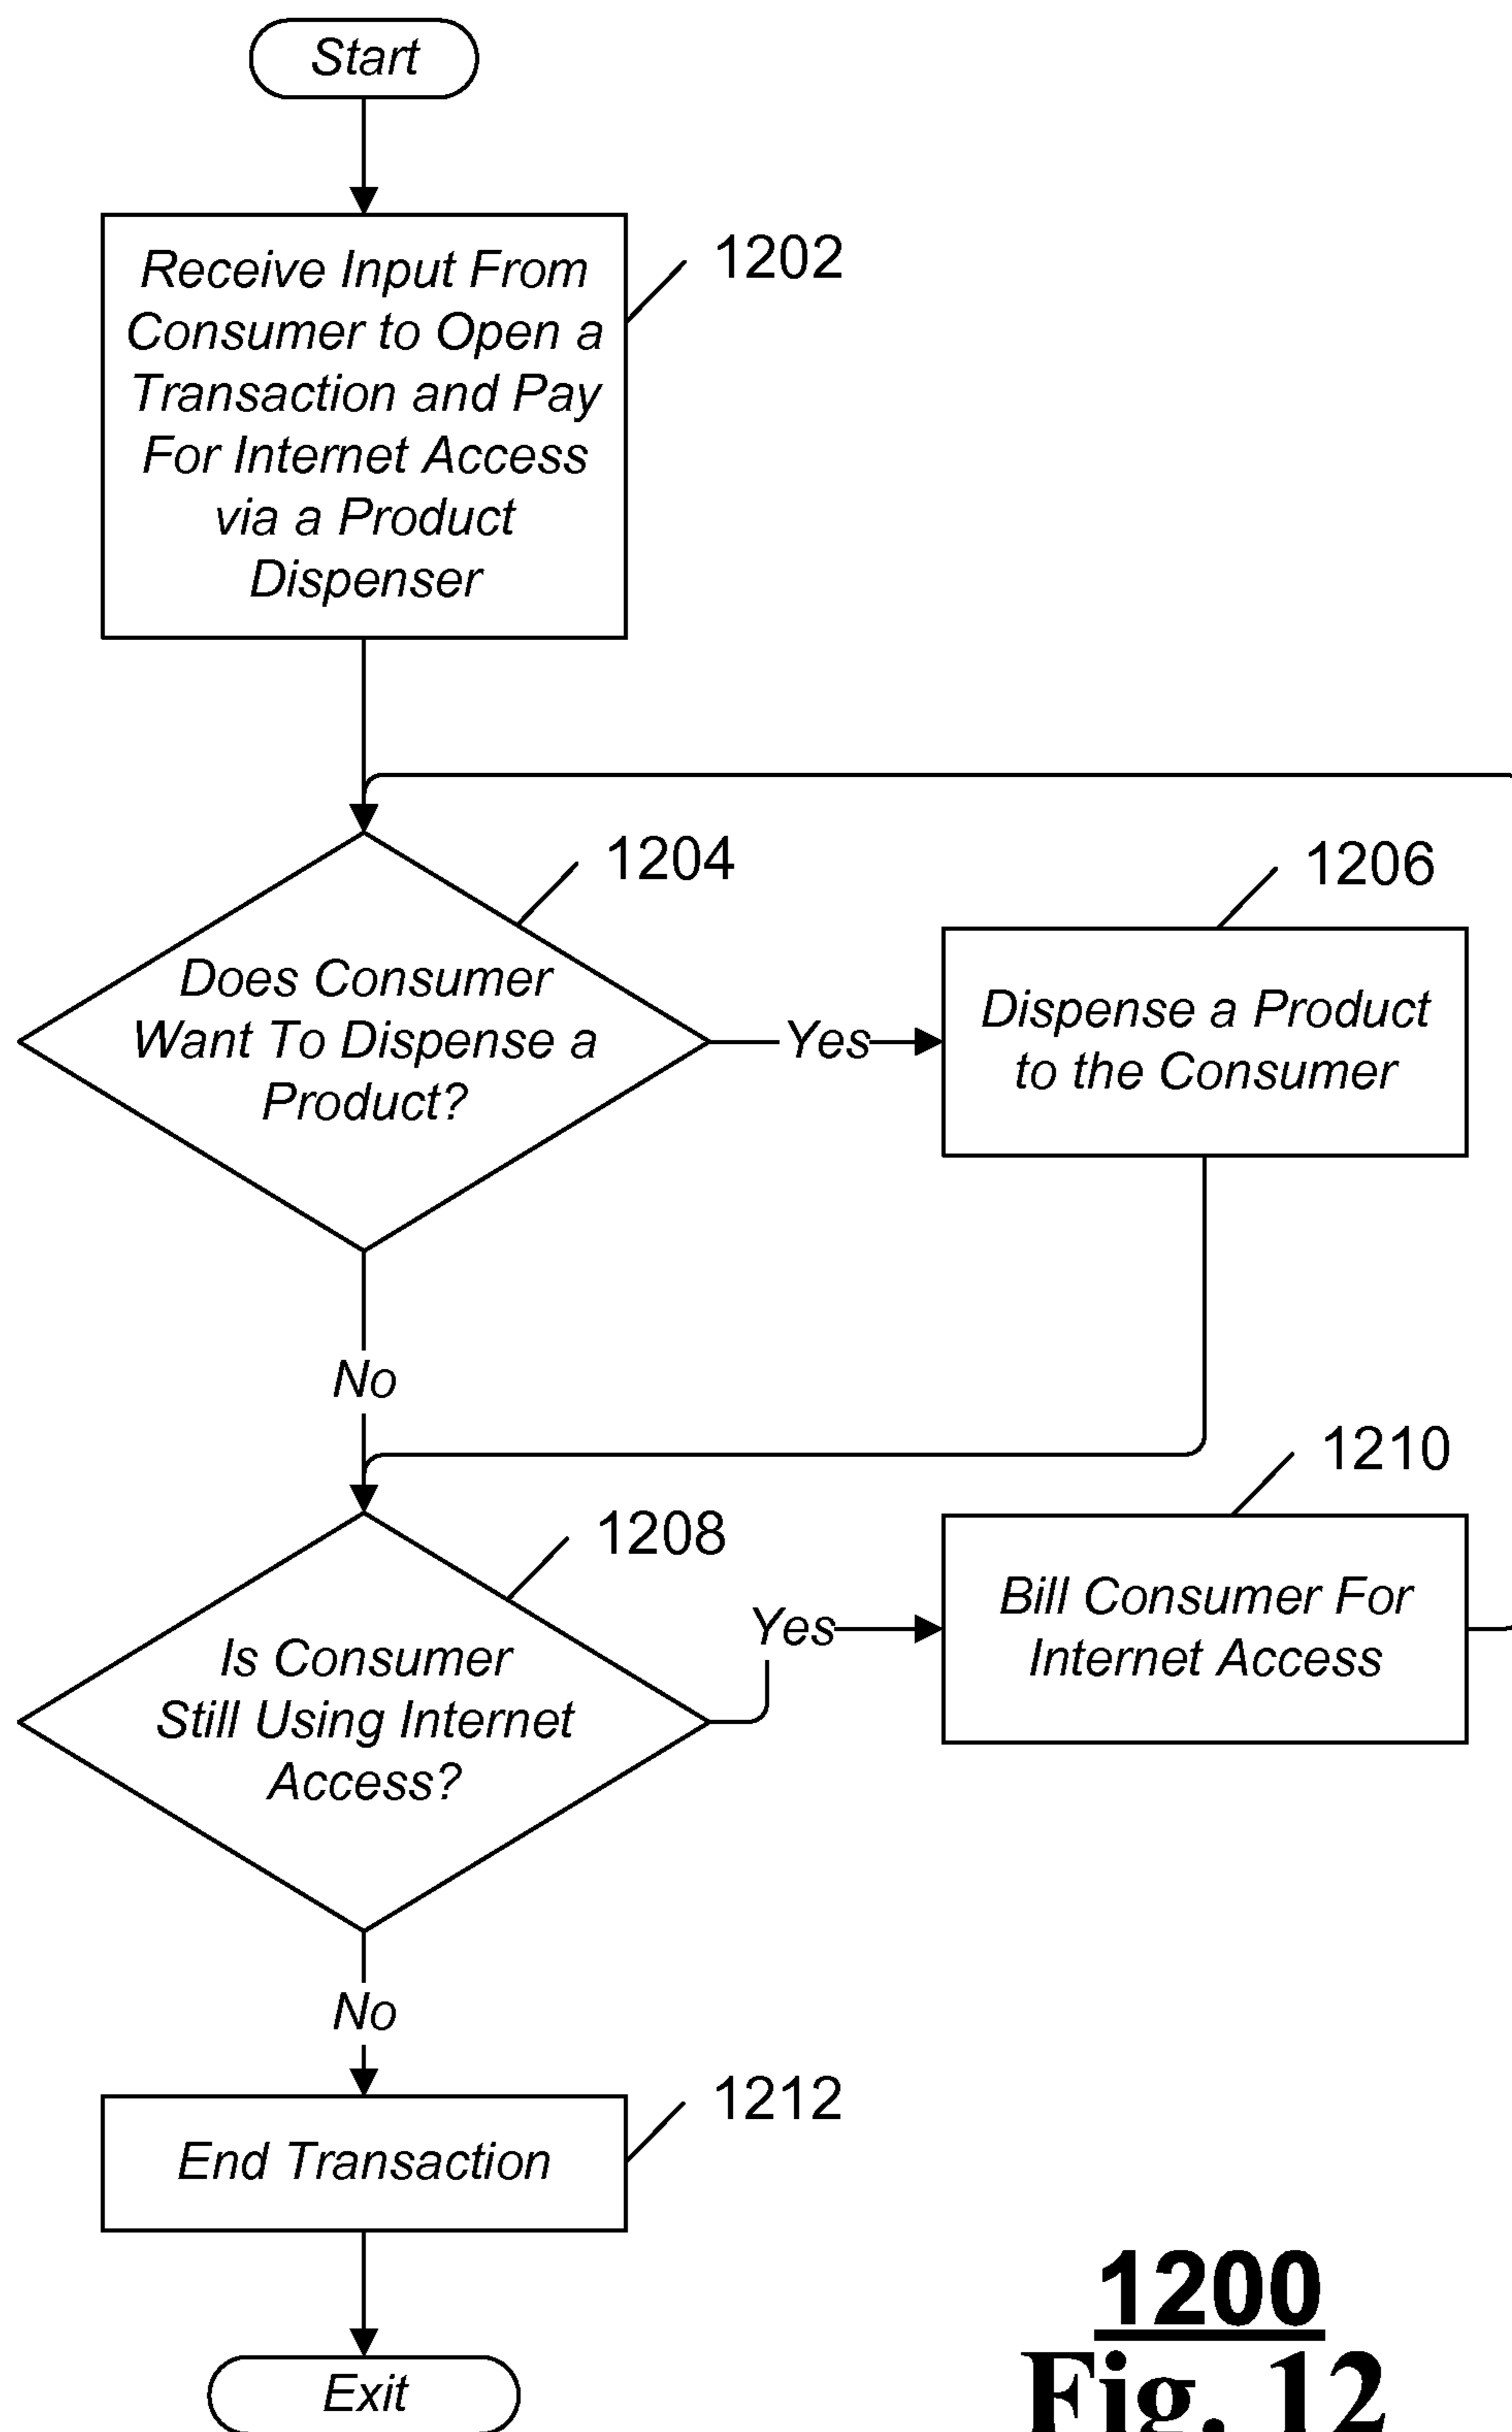 Start
Receive Input From
Consumer to Open a
Transaction and Pay
For Internet Access
via a Product
Dispenser
1202
1204
Does Consumer
Want To Dispense a
Product?
Yes
1206
Dispense a Product
to the Consumer
No
1208
Is Consumer
Still Using Internet
Access?
Yes
1210
Bill Consumer For
Internet Access
No
1212
End Transaction
Exit
1200
Fig. 12